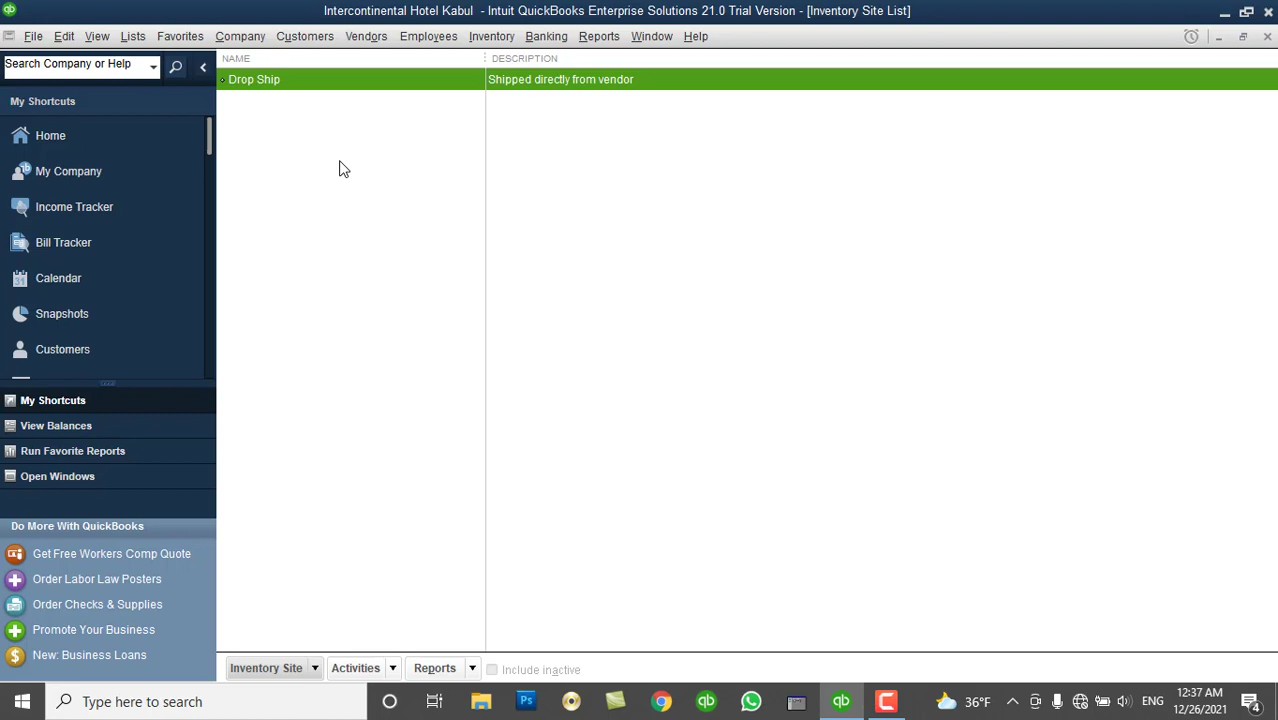 Intercontinental Hotel Kabul - Intuit QuickBooks Enterprise Solutions 21.0 Trial Version - [Inventory Site List]
File Edit View Lists Favorites Company Customers Vendors Employees Inventory Banking Reports Window Help
Search Company or Help
NAME DESCRIPTION
Drop Ship Shipped directly from vendor
My Shortcuts
Home
My Company
Income Tracker
Bill Tracker
Calendar
Snapshots
Customers
My Shortcuts
View Balances
Run Favorite Reports
Open Windows
Do More With QuickBooks
Get Free Workers Comp Quote
Order Labor Law Posters
Order Checks & Supplies
Promote Your Business
New: Business Loans
Inventory Site Activities Reports Include inactive
Type here to search
36°F ENG
12:37 AM
12/26/2021
4